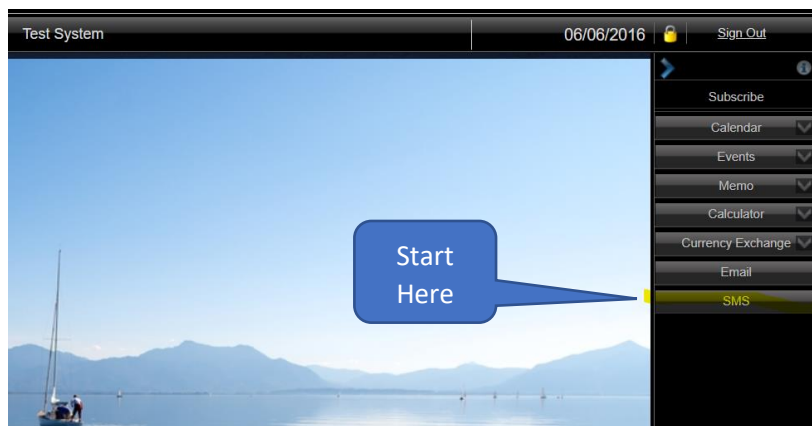 Test System 06/06/2016 Sign Out
Subscribe
Calendar
Events
Memo
Calculator
Currency Exchange
Email
SMS
Start
Here